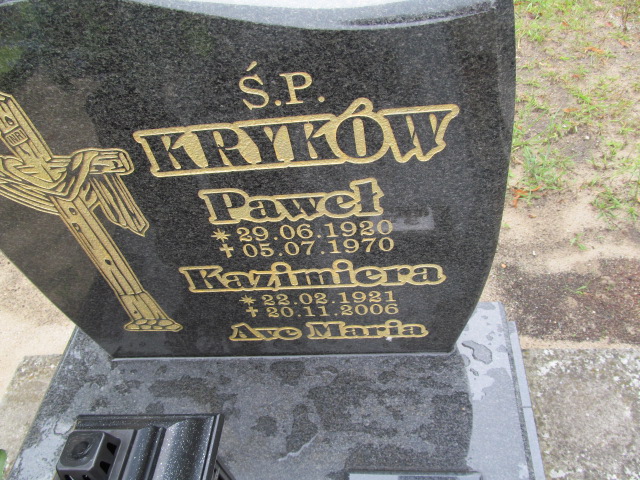 Ś.P.
KRYKÓW
Paweł
* 29.06.1920
✝ 05.07.1970
Kazimiera
* 22.02.1921
✝ 20.11.2006
Ave Maria